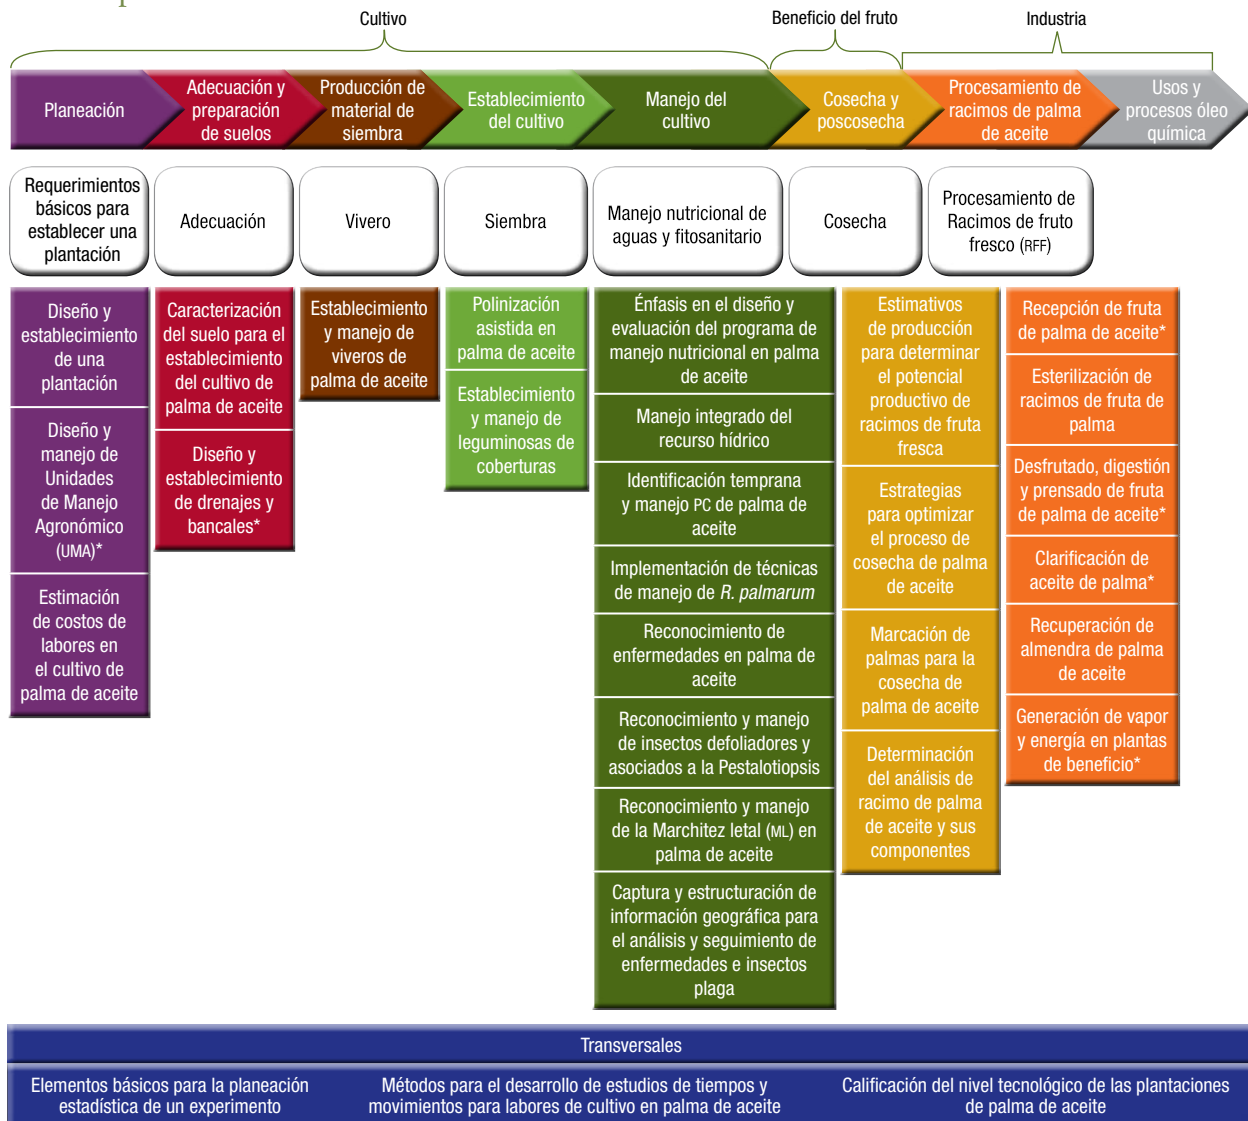 Cultivo
Beneficio del fruto
Industria
Planeación
Adecuación y
preparación
de suelos
Producción de
material de
siembra
Establecimiento
del cultivo
Manejo del
cultivo
Cosecha y
poscosecha
Procesamiento de
racimos de palma
de aceite
Usos y
procesos óleo
química
Requerimientos
básicos para
establecer una
plantación
Adecuación
Vivero
Siembra
Manejo nutricional de
aguas y fitosanitario
Cosecha
Procesamiento de
Racimos de fruto
fresco (RFF)
Diseño y
establecimiento
de una
plantación
Diseño y
manejo de
Unidades
de Manejo
Agronómico
(UMA)*
Estimación
de costos de
labores en
el cultivo de
palma de aceite
Caracterización
del suelo para el
establecimiento
del cultivo de
palma de aceite
Diseño y
establecimiento
de drenajes y
bancales*
Establecimiento
y manejo de
viveros de
palma de aceite
Polinización
asistida en
palma de aceite
Establecimiento
y manejo de
leguminosas de
coberturas
Énfasis en el diseño y
evaluación del programa de
manejo nutricional en palma
de aceite
Manejo integrado del
recurso hídrico
Identificación temprana
y manejo PC de palma de
aceite
Implementación de técnicas
de manejo de R. palmarum
Reconocimiento de
enfermedades en palma de
aceite
Reconocimiento y manejo
de insectos defoliadores y
asociados a la Pestalotiopsis
Reconocimiento y manejo
de la Marchitez letal (ML) en
palma de aceite
Captura y estructuración de
información geográfica para
el análisis y seguimiento de
enfermedades e insectos
plaga
Estimativos
de producción
para determinar
el potencial
productivo de
racimos de fruta
fresca
Estrategias
para optimizar
el proceso de
cosecha de palma
de aceite
Marcación de
palmas para la
cosecha de
palma de aceite
Determinación
del análisis de
racimo de palma
de aceite y sus
componentes
Recepción de fruta
de palma de aceite*
Esterilización de
racimos de fruta de
palma
Desfrutado, digestión
y prensado de fruta
de palma de aceite*
Clarificación de
aceite de palma*
Recuperación de
almendra de palma
de aceite
Generación de vapor
y energía en plantas
de beneficio*
Transversales
Elementos básicos para la planeación
estadística de un experimento
Métodos para el desarrollo de estudios de tiempos y
movimientos para labores de cultivo en palma de aceite
Calificación del nivel tecnológico de las plantaciones
de palma de aceite